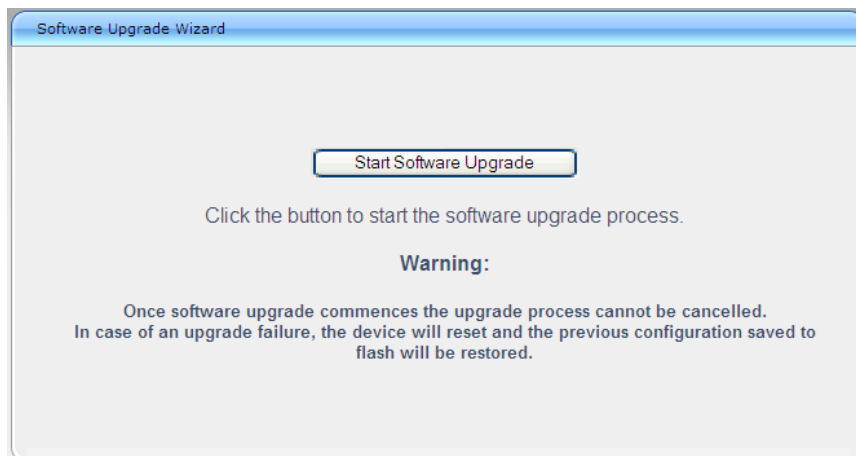 Software Upgrade Wizard
Start Software Upgrade
Click the button to start the software upgrade process.
Warning:
Once software upgrade commences the upgrade process cannot be cancelled.
In case of an upgrade failure, the device will reset and the previous configuration saved to
flash will be restored.